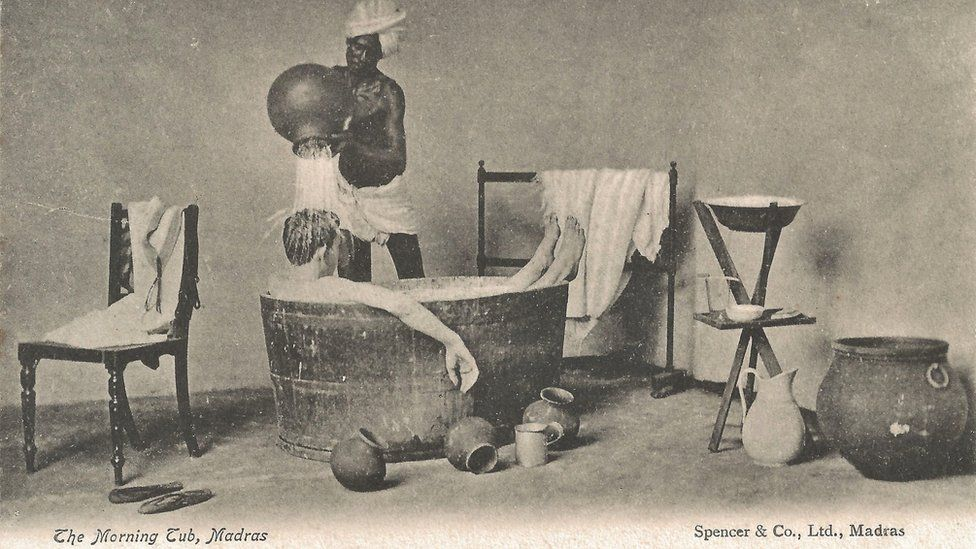 The Morning Tub, Madras
Spencer & Co., Ltd., Madras